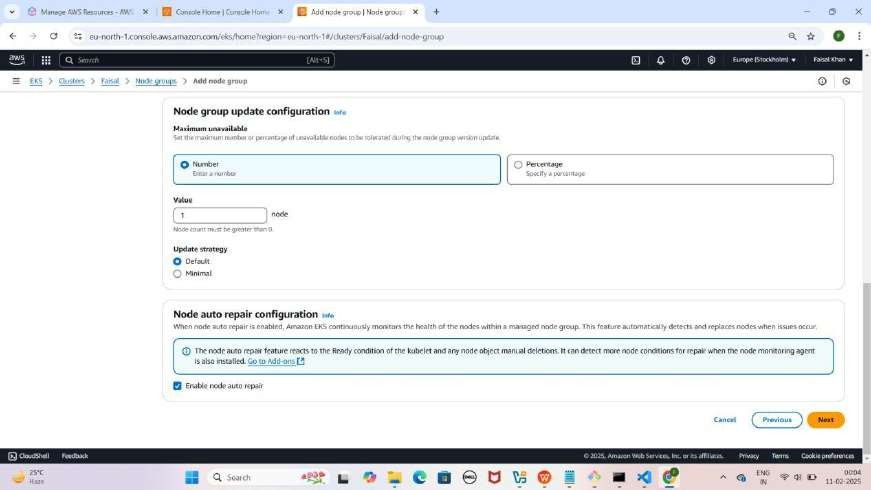 Manage AWS Resources - AWS
Console Home | Console Home
Add node group | Node groups
eu-north-1.console.aws.amazon.com/eks/home?region=eu-north-1#/clusters/Faisal/add-node-group
aws
Search
[Alt+S]
Europe (Stockholm)
Faisal Khan
EKS > Clusters > Faisal > Node groups > Add node group
Node group update configuration Info
Maximum unavailable
Set the maximum number or percentage of unavailable nodes to be tolerated during the node group version update.
Number
Enter a number
Percentage
Specify a percentage
Value
1 node
Node count must be greater than 0.
Update strategy
Default
Minimal
Node auto repair configuration Info
When node auto repair is enabled, Amazon EKS continuously monitors the health of the nodes within a managed node group. This feature automatically detects and replaces nodes when issues occur.
The node auto repair feature reacts to the Ready condition of the kubelet and any node object manual deletions. It can detect more node conditions for repair when the node monitoring agent
is also installed. Go to Add-ons
Enable node auto repair
Cancel
Previous
Next
CloudShell
Feedback
© 2025, Amazon Web Services, Inc. or its affiliates.
Privacy
Terms
Cookie preferences
25°C
Haze
Search
DELL
ENG
IN
00:04
11-02-2025